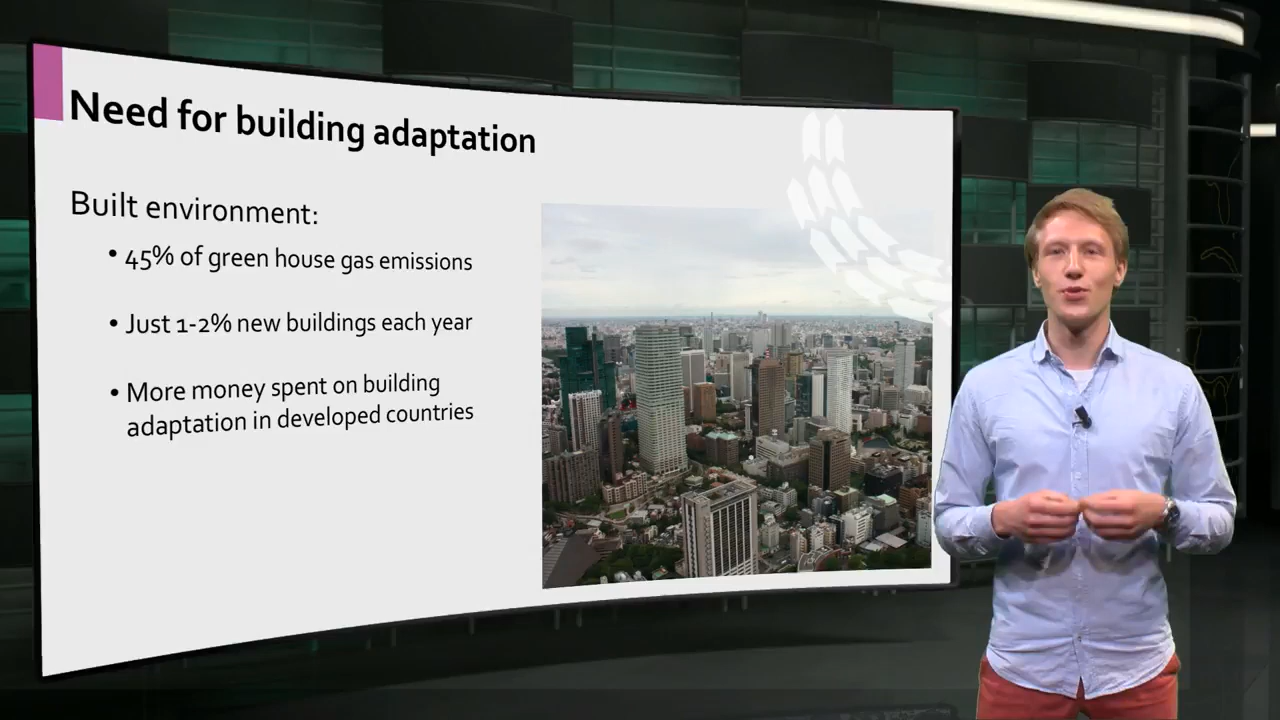 Need for building adaptation
Built environment:
• 45% of green house gas emissions
• Just 1-2% new buildings each year
• More money spent on building
adaptation in developed countries